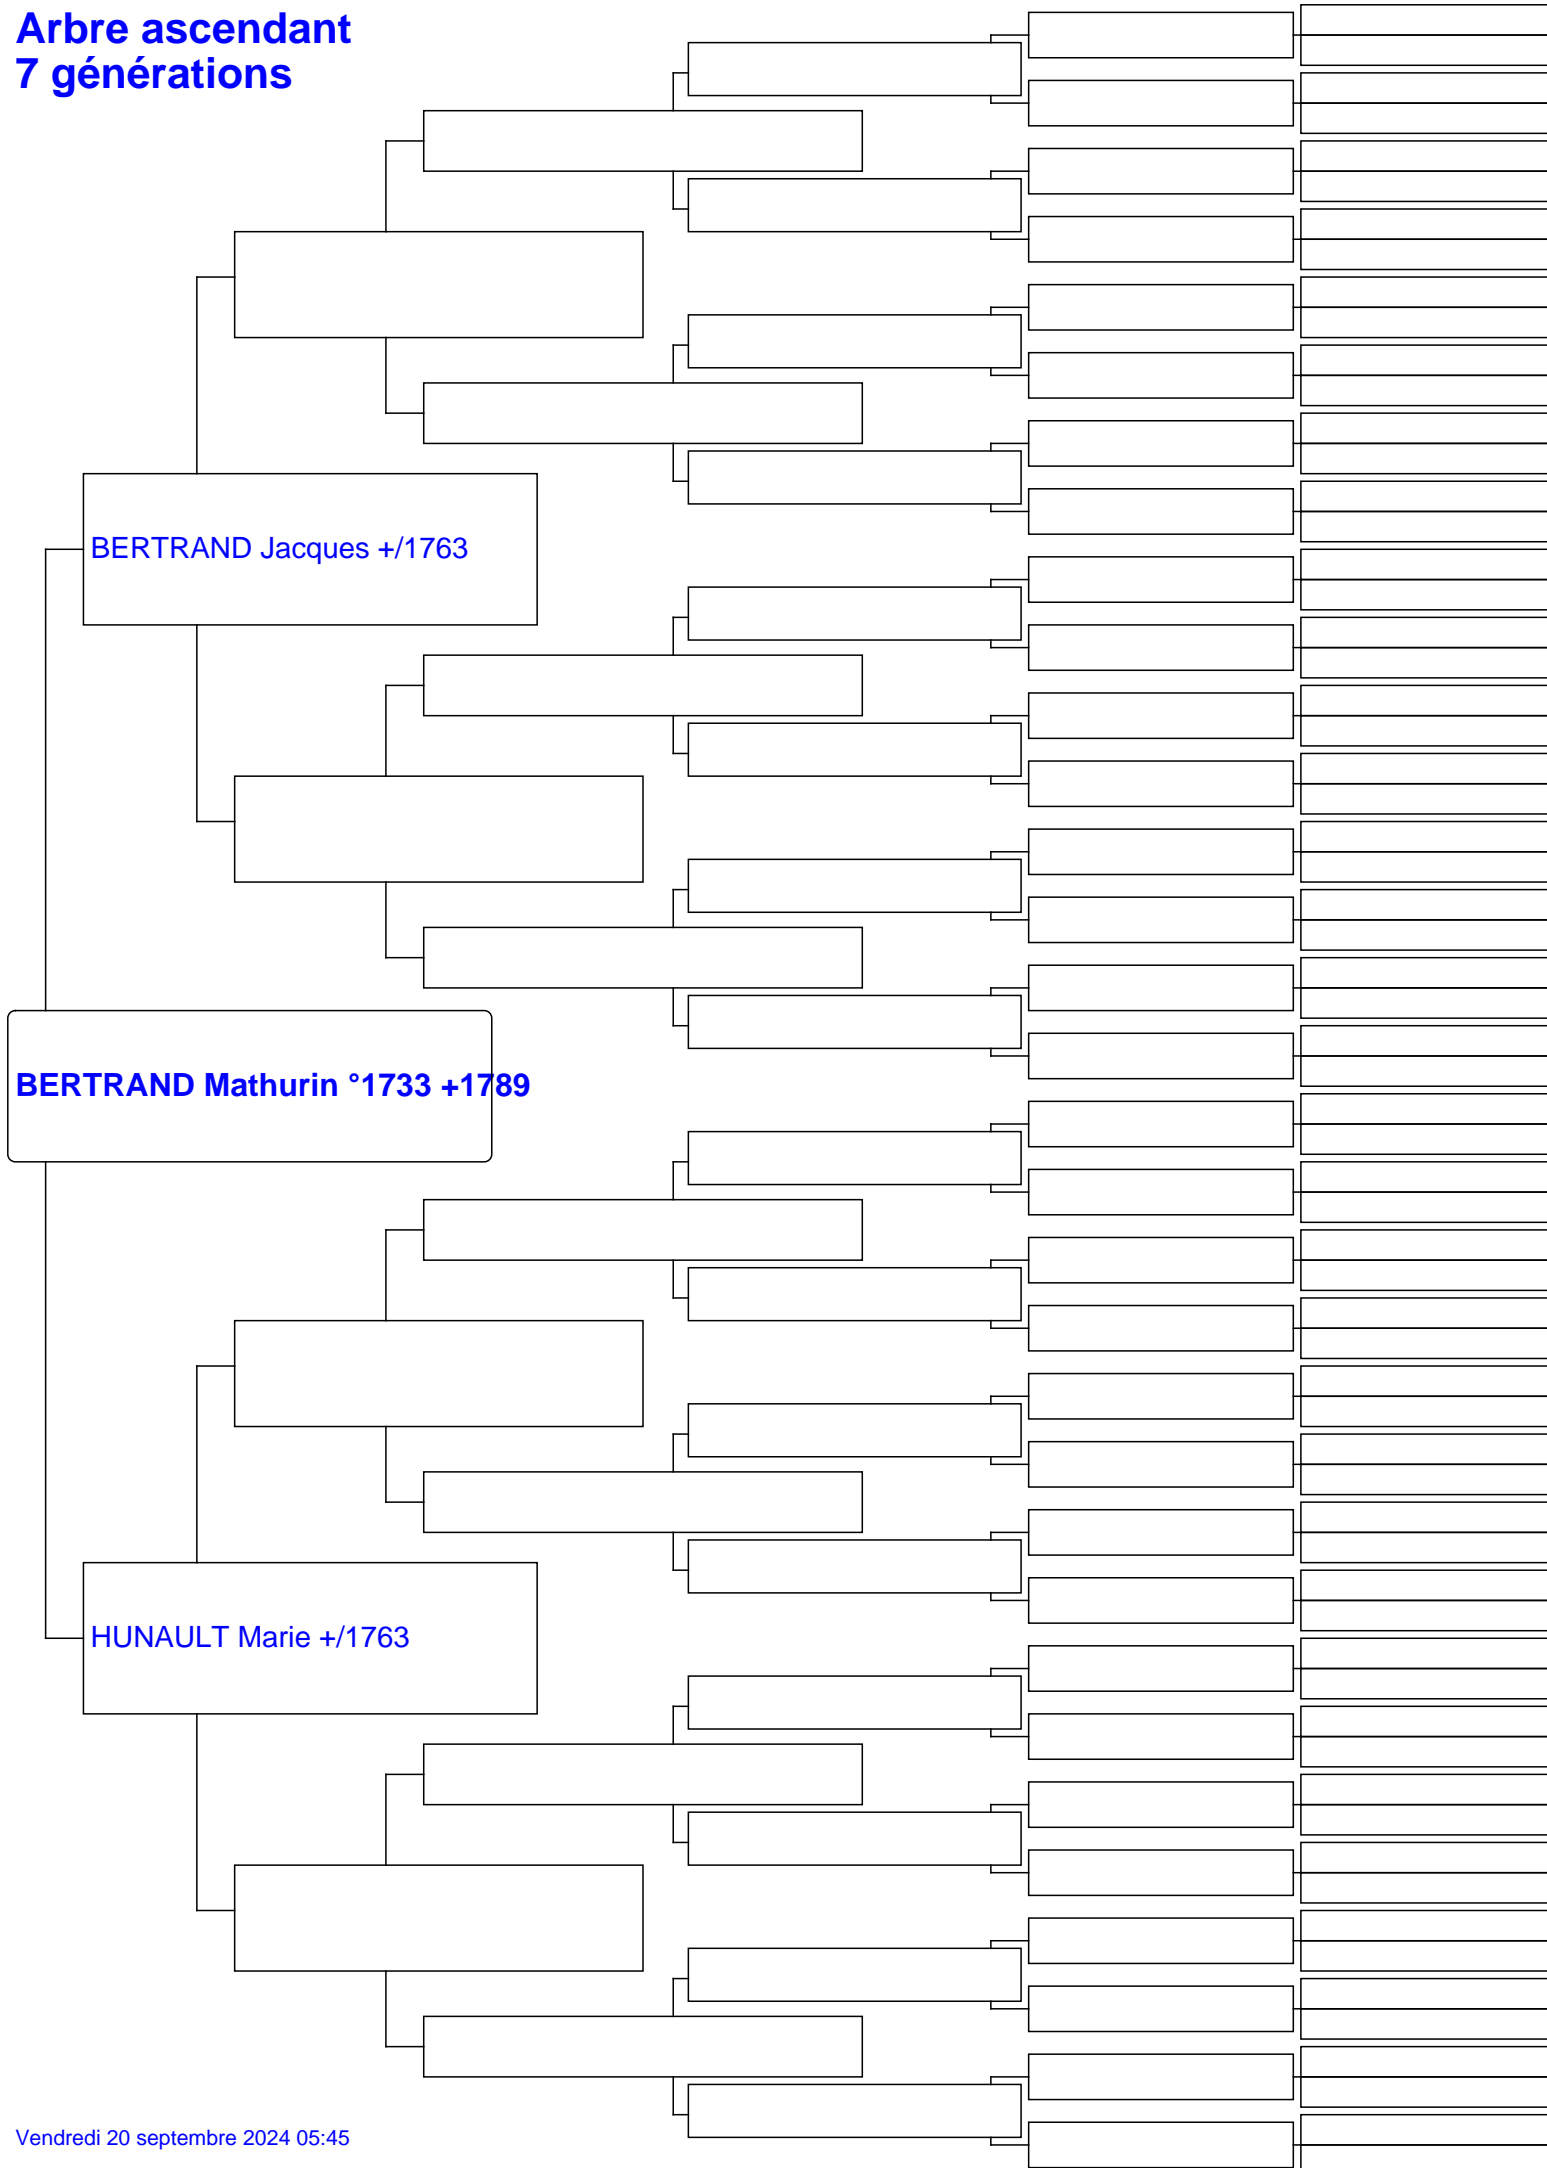 Arbre ascendant
7 générations
BERTRAND Jacques +/1763
BERTRAND Mathurin °1733 +1789
HUNAULT Marie +/1763
Vendredi 20 septembre 2024 05:45